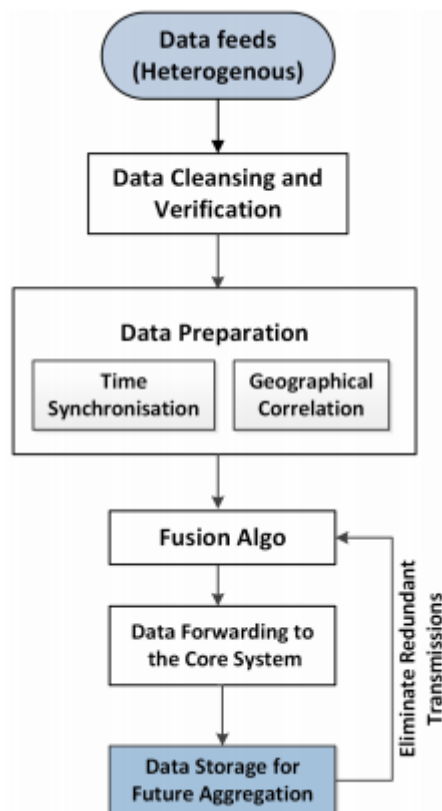 Data feeds
(Heterogenous)
Data Cleansing and
Verification
Data Preparation
Time
Synchronisation
Geographical
Correlation
Fusion Algo
Data Forwarding to
the Core System
Eliminate Redundant
Transmissions
Data Storage for
Future Aggregation